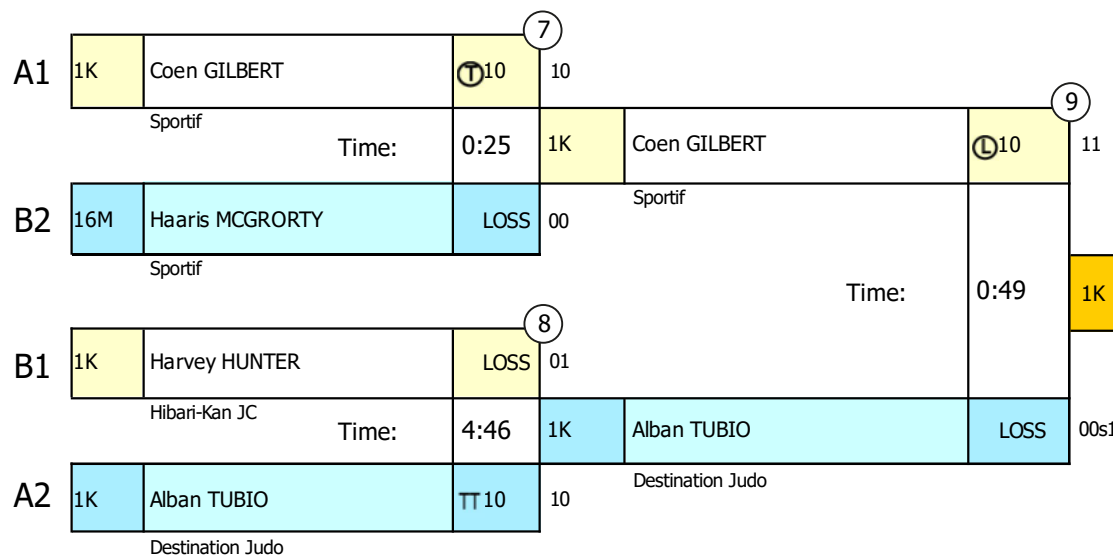 7
A1 1K Coen GILBERT Ⓣ10 10
9
Sportif
Time: 0:25 1K Coen GILBERT Ⓛ10 11
Sportif
B2 16M Haaris MCGRORTY LOSS 00
Sportif
Time: 0:49 1K
8
B1 1K Harvey HUNTER LOSS 01
Hibari-Kan JC
Time: 4:46 1K Alban TUBIO LOSS 00s1
Destination Judo
A2 1K Alban TUBIO TT10 10
Destination Judo